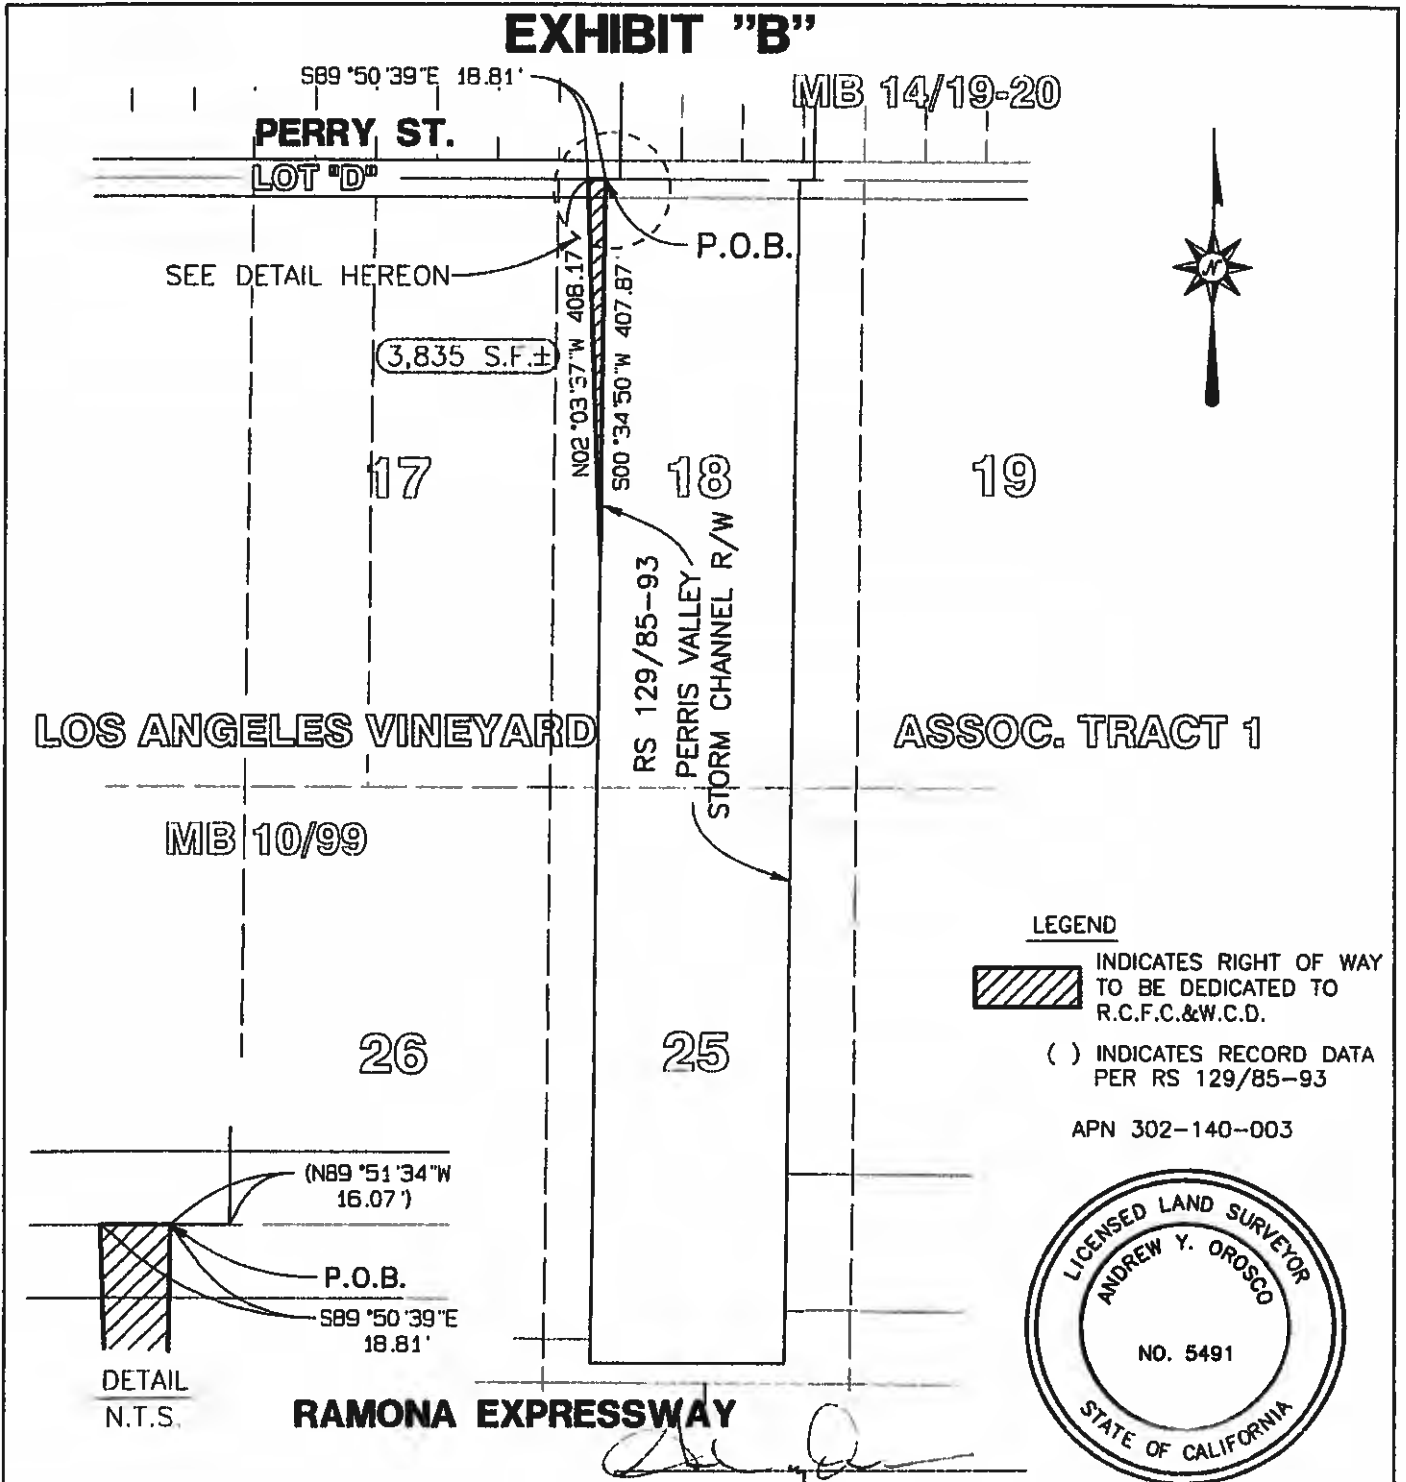 EXHIBIT "B"
S89°50'39"E 18.81'
MB 14/19-20
PERRY ST.
LOT "D"
P.O.B.
SEE DETAIL HEREON
N02°03'37"W 408.17'
S00°34'50"W 407.87'
3,835 S.F.±
N
17
18
19
RS 129/85-93
PERRIS VALLEY
STORM CHANNEL R/W
LOS ANGELES VINEYARD
ASSOC. TRACT 1
MB 10/99
26
25
LEGEND
INDICATES RIGHT OF WAY
TO BE DEDICATED TO
R.C.F.C.&W.C.D.
( ) INDICATES RECORD DATA
PER RS 129/85-93
APN 302-140-003
(N89°51'34"W
16.07')
P.O.B.
S89°50'39"E
18.81'
DETAIL
N.T.S.
RAMONA EXPRESSWAY
LICENSED LAND SURVEYOR
ANDREW Y. OROSCO
NO. 5491
STATE OF CALIFORNIA